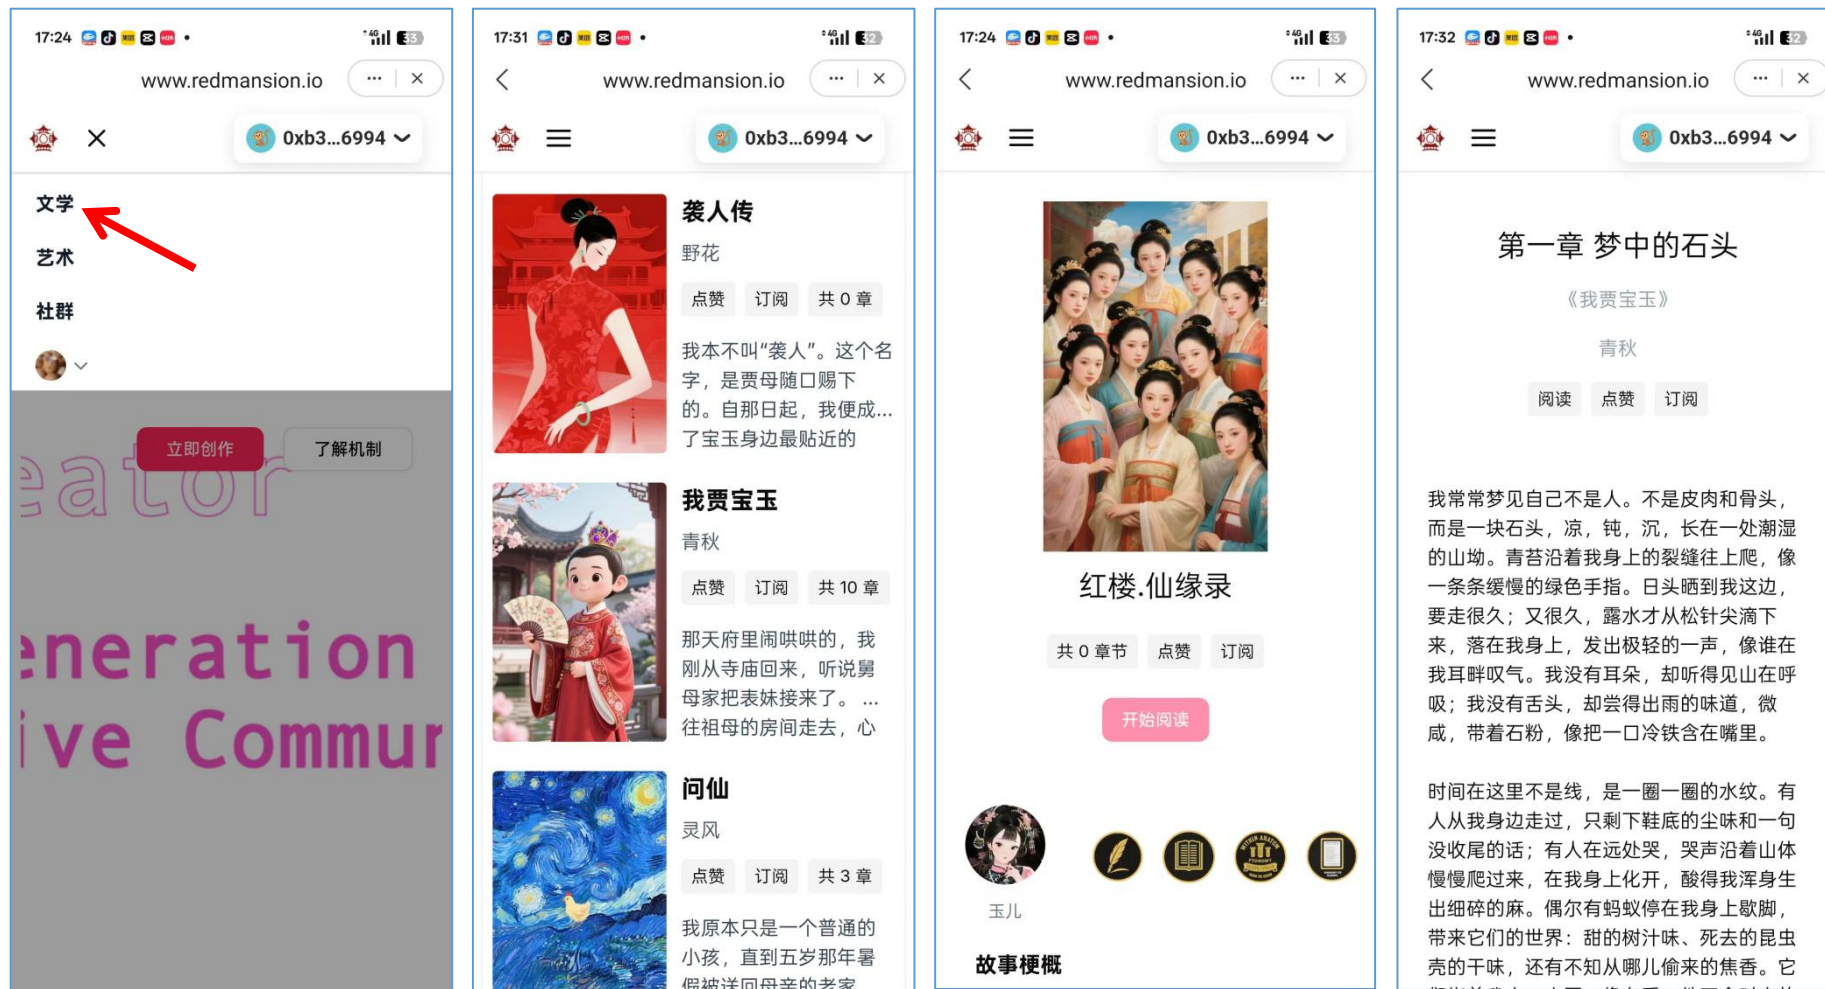 17:24
4G
33
www.redmansion.io
0xb3...6994
文学
艺术
社群
立即创作
了解机制
eator
eneration
ive Commur
17:31
4G
32
www.redmansion.io
0xb3...6994
袭人传
野花
点赞 订阅 共 0 章
我本不叫“袭人”。这个名
字，是贾母随口赐下
的。自那日起，我便成...
了宝玉身边最贴近的
我贾宝玉
青秋
点赞 订阅 共 10 章
那天府里闹哄哄的，我
刚从寺庙回来，听说舅
母家把表妹接来了。 ...
往祖母的房间走去，心
问仙
灵风
点赞 订阅 共 3 章
我原本只是一个普通的
小孩，直到五岁那年暑
假被送回母亲的老家
17:24
4G
33
www.redmansion.io
0xb3...6994
红楼.仙缘录
共 0 章节 点赞 订阅
开始阅读
玉儿
故事梗概
17:32
4G
32
www.redmansion.io
0xb3...6994
第一章 梦中的石头
《我贾宝玉》
青秋
阅读 点赞 订阅
我常常梦见自己不是人。不是皮肉和骨头，
而是一块石头，凉，钝，沉，长在一处潮湿
的山坳。青苔沿着我身上的裂缝往上爬，像
一条条缓慢的绿色手指。日头晒到我这边，
要走很久；又很久，露水才从松针尖滴下
来，落在我身上，发出极轻的一声，像谁在
我耳畔叹气。我没有耳朵，却听得见山在呼
吸；我没有舌头，却尝得出雨的味道，微
咸，带着石粉，像把一口冷铁含在嘴里。
时间在这里不是线，是一圈一圈的水纹。有
人从我身边走过，只剩下鞋底的尘味和一句
没收尾的话；有人在远处哭，哭声沿着山体
慢慢爬过来，在我身上化开，酸得我浑身生
出细碎的麻。偶尔有蚂蚁停在我身上歇脚，
带来它们的世界：甜的树汁味、死去的昆虫
壳的干味，还有不知从哪儿偷来的焦香。它